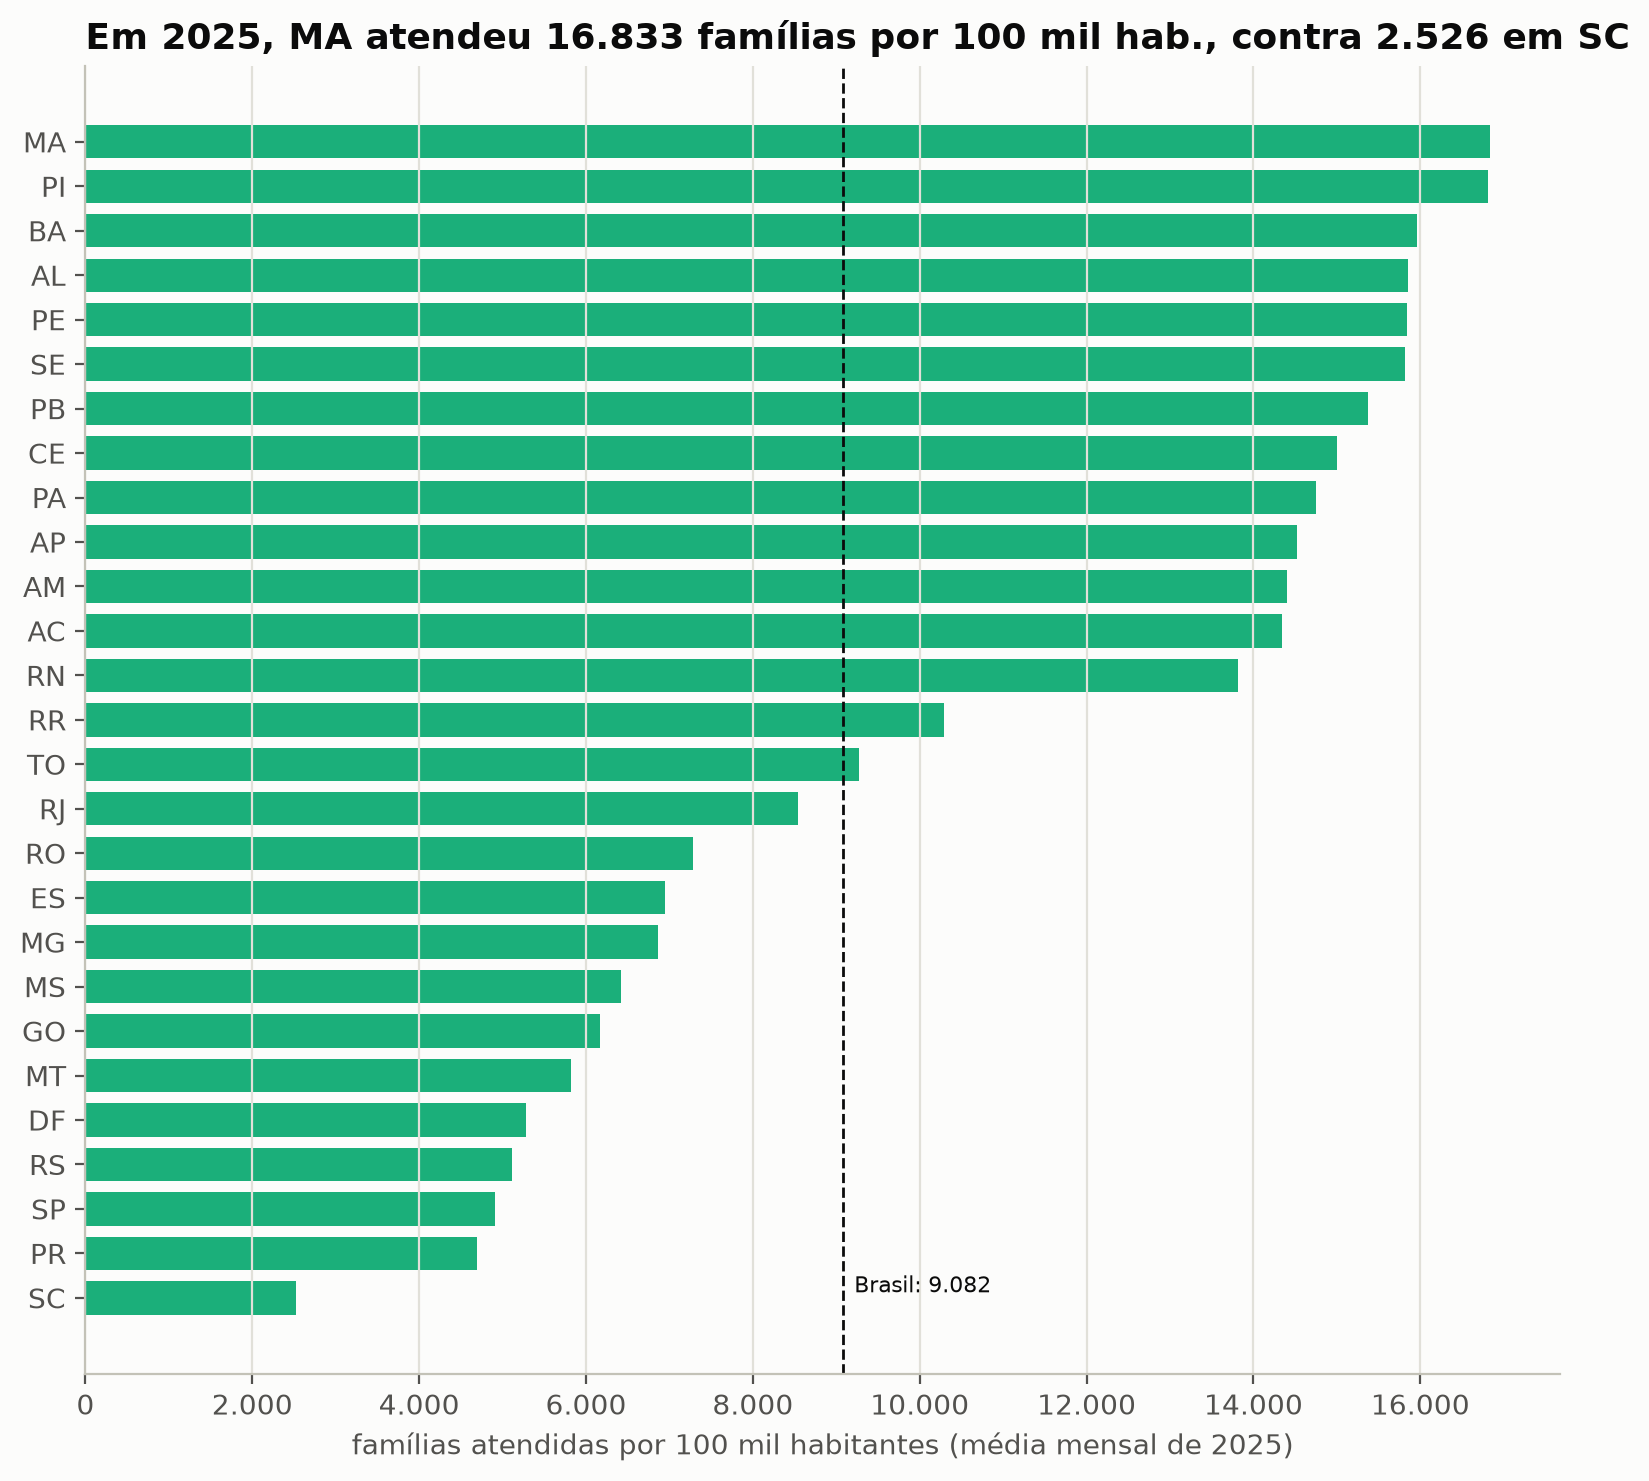 Em 2025, MA atendeu 16.833 famílias por 100 mil hab., contra 2.526 em SC
MA
PI
BA
AL
PE
SE
PB
CE
PA
AP
AM
AC
RN
RR
TO
RJ
RO
ES
MG
MS
GO
MT
DF
RS
SP
PR
SC
Brasil: 9.082
0 2.000 4.000 6.000 8.000 10.000 12.000 14.000 16.000
famílias atendidas por 100 mil habitantes (média mensal de 2025)